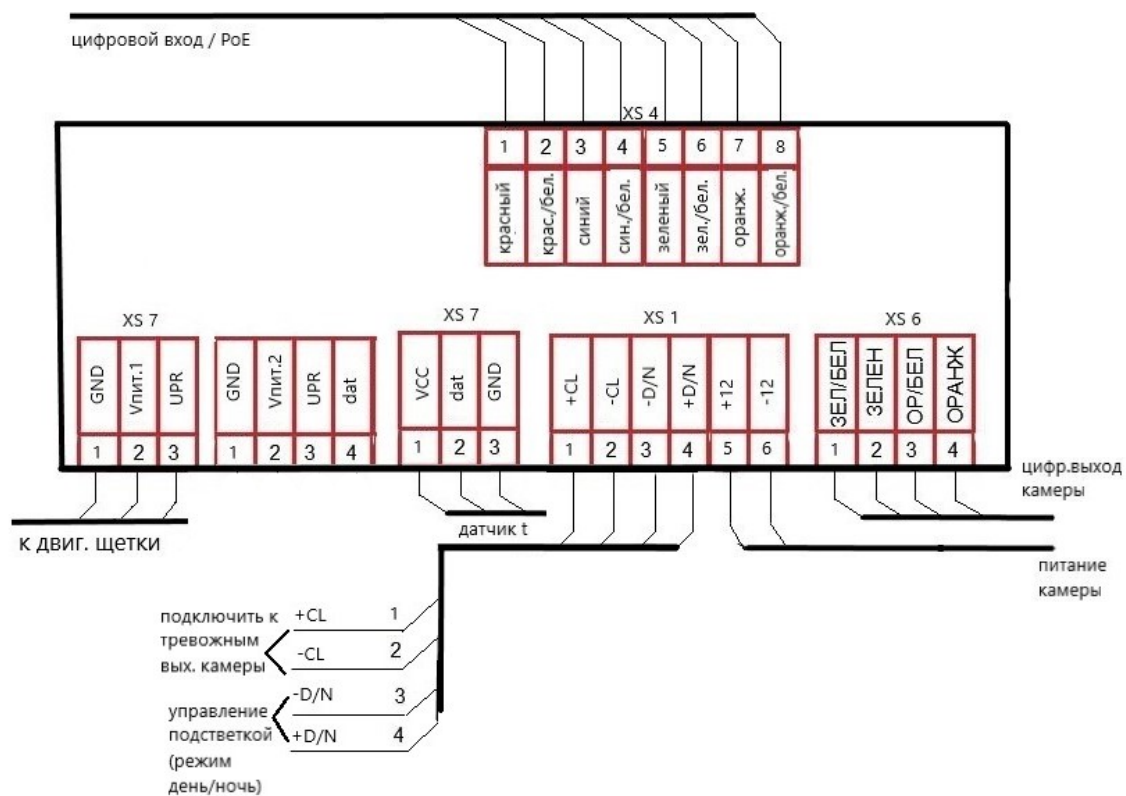 цифровой вход / PoE
XS 4
1 2 3 4 5 6 7 8
красный
крас./бел.
синий
син./бел.
зеленый
зел./бел.
оранж.
оранж./бел.
XS 7
GND
Vпит.1
UPR
1 2 3
GND
Vпит.2
UPR
dat
1 2 3 4
XS 7
VCC
dat
GND
1 2 3
XS 1
+CL
-CL
-D/N
+D/N
+12
-12
1 2 3 4 5 6
XS 6
ЗЕЛ/БЕЛ
ЗЕЛЕН
ОР/БЕЛ
ОРАНЖ
1 2 3 4
к двиг. щетки
датчик t
цифр.выход
камеры
питание
камеры
подключить к
тревожным
вых. камеры
+CL 1
-CL 2
управление
подстветкой
(режим
день/ночь)
-D/N 3
+D/N 4